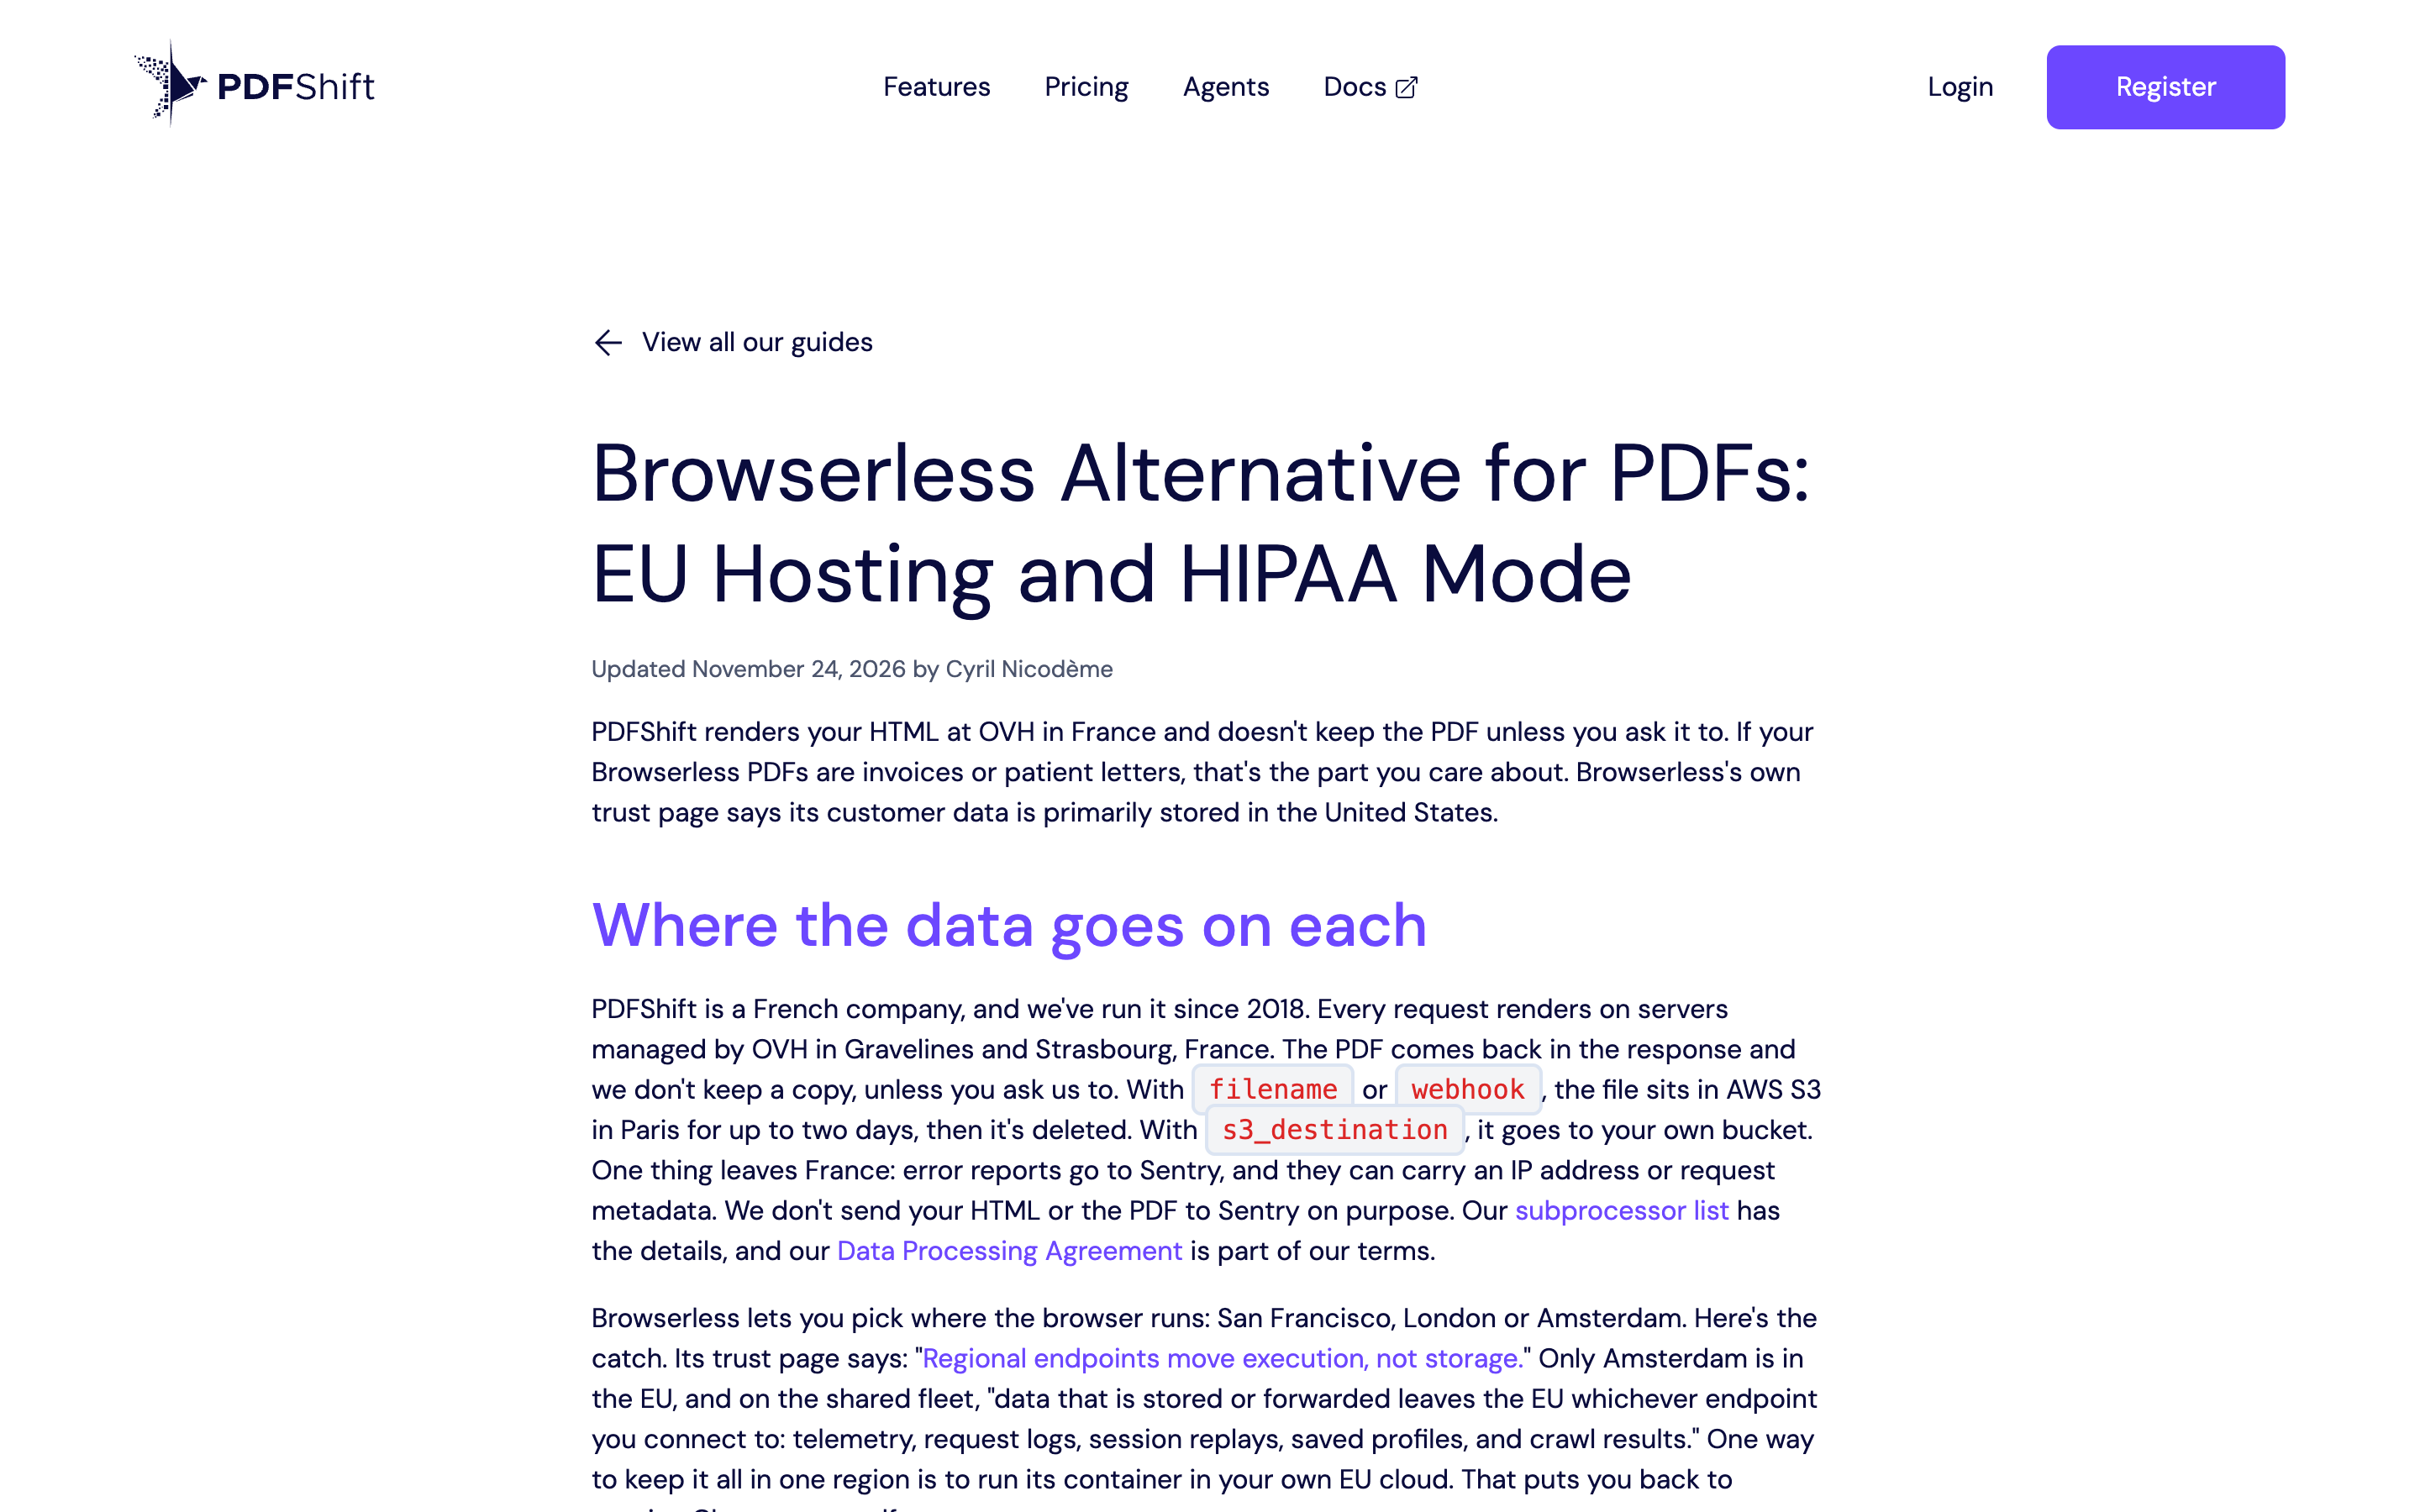 PDFShift
Features
Pricing
Agents
Docs
Login
Register
View all our guides
Browserless Alternative for PDFs:
EU Hosting and HIPAA Mode
Updated November 24, 2026 by Cyril Nicodème
PDFShift renders your HTML at OVH in France and doesn't keep the PDF unless you ask it to. If your
Browserless PDFs are invoices or patient letters, that's the part you care about. Browserless's own
trust page says its customer data is primarily stored in the United States.
Where the data goes on each
PDFShift is a French company, and we've run it since 2018. Every request renders on servers
managed by OVH in Gravelines and Strasbourg, France. The PDF comes back in the response and
we don't keep a copy, unless you ask us to. With filename or webhook, the file sits in AWS S3
in Paris for up to two days, then it's deleted. With s3_destination, it goes to your own bucket.
One thing leaves France: error reports go to Sentry, and they can carry an IP address or request
metadata. We don't send your HTML or the PDF to Sentry on purpose. Our subprocessor list has
the details, and our Data Processing Agreement is part of our terms.
Browserless lets you pick where the browser runs: San Francisco, London or Amsterdam. Here's the
catch. Its trust page says: "Regional endpoints move execution, not storage." Only Amsterdam is in
the EU, and on the shared fleet, "data that is stored or forwarded leaves the EU whichever endpoint
you connect to: telemetry, request logs, session replays, saved profiles, and crawl results." One way
to keep it all in one region is to run its container in your own EU cloud. That puts you back to